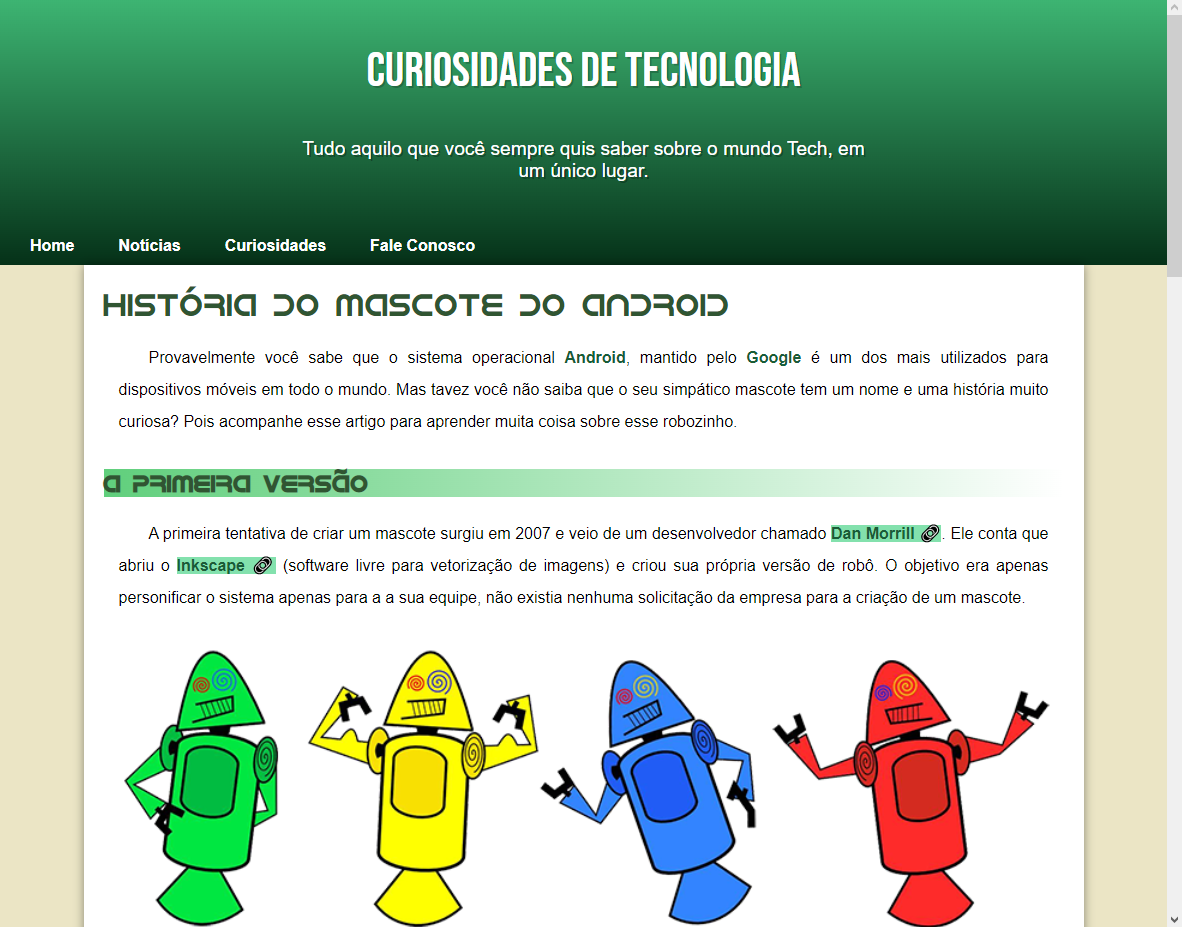 CURIOSIDADES DE TECNOLOGIA
Tudo aquilo que você sempre quis saber sobre o mundo Tech, em
um único lugar.
Home Notícias Curiosidades Fale Conosco
HISTÓRIA DO MASCOTE DO ANDROID
Provavelmente você sabe que o sistema operacional Android, mantido pelo Google é um dos mais utilizados para
dispositivos móveis em todo o mundo. Mas tavez você não saiba que o seu simpático mascote tem um nome e uma história muito
curiosa? Pois acompanhe esse artigo para aprender muita coisa sobre esse robozinho.
A PRIMEIRA VERSÃO
A primeira tentativa de criar um mascote surgiu em 2007 e veio de um desenvolvedor chamado Dan Morrill. Ele conta que
abriu o Inkscape (software livre para vetorização de imagens) e criou sua própria versão de robô. O objetivo era apenas
personificar o sistema apenas para a a sua equipe, não existia nenhuma solicitação da empresa para a criação de um mascote.